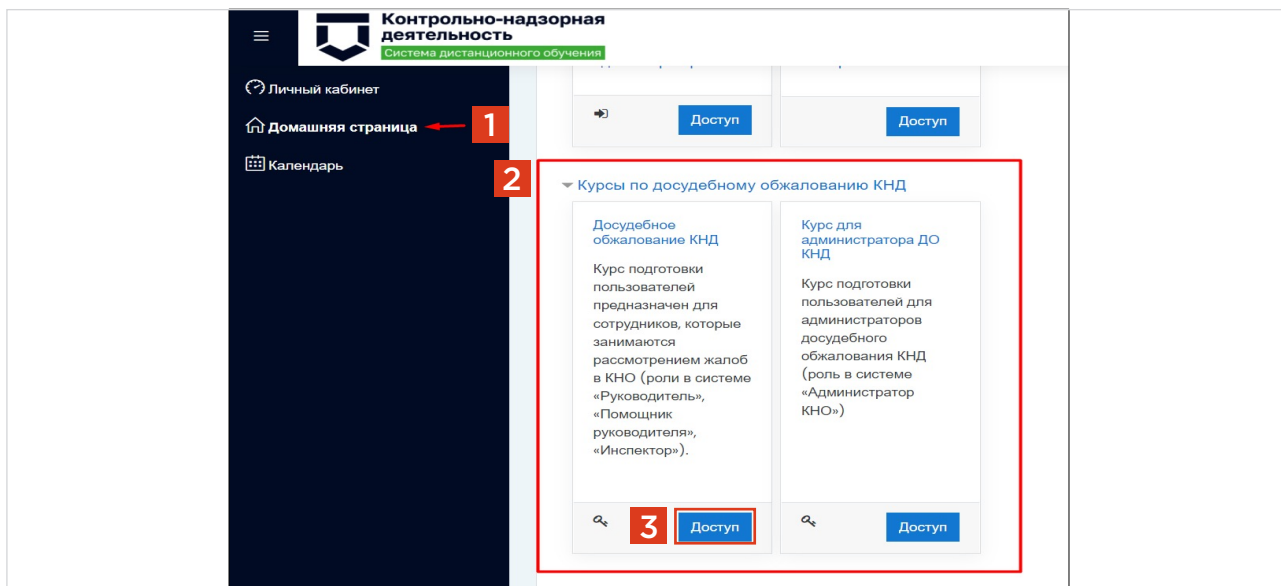 Контрольно-надзорная
деятельность
Система дистанционного обучения
Личный кабинет
Домашняя страница
1
Календарь
Доступ
Доступ
2
Курсы по досудебному обжалованию КНД
Досудебное
обжалование КНД
Курс подготовки
пользователей
предназначен для
сотрудников, которые
занимаются
рассмотрением жалоб
в КНО (роли в системе
«Руководитель»,
«Помощник
руководителя»,
«Инспектор»).
3
Доступ
Курс для
администратора ДО
КНД
Курс подготовки
пользователей для
администраторов
досудебного
обжалования КНД
(роль в системе
«Администратор
КНО»)
Доступ